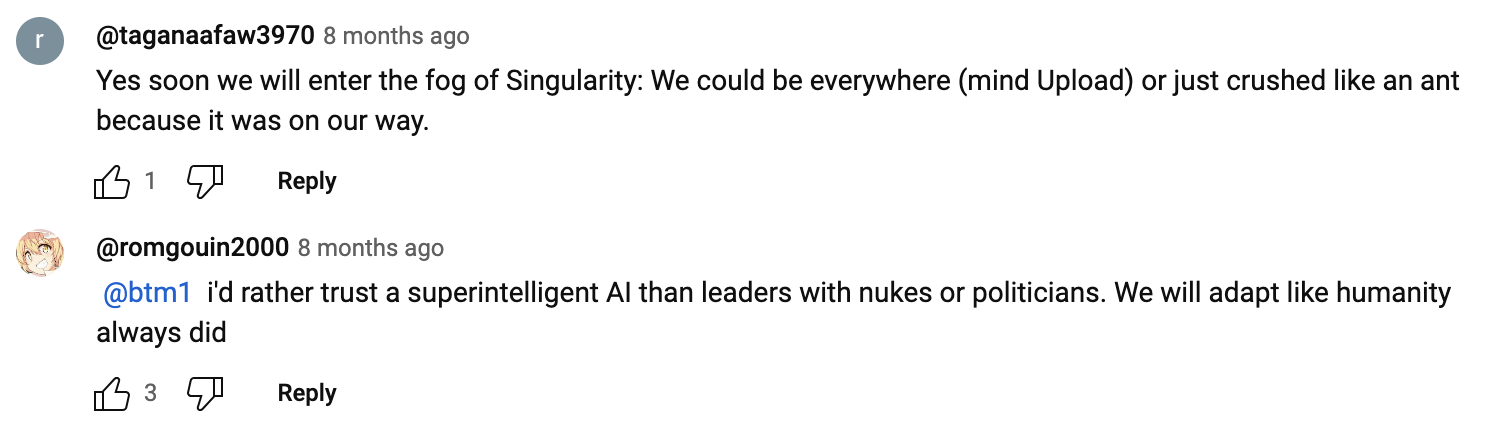 r
@taganaafaw3970 8 months ago
Yes soon we will enter the fog of Singularity: We could be everywhere (mind Upload) or just crushed like an ant
because it was on our way.
1 Reply
@romgouin2000 8 months ago
@btm1 i'd rather trust a superintelligent AI than leaders with nukes or politicians. We will adapt like humanity
always did
3 Reply